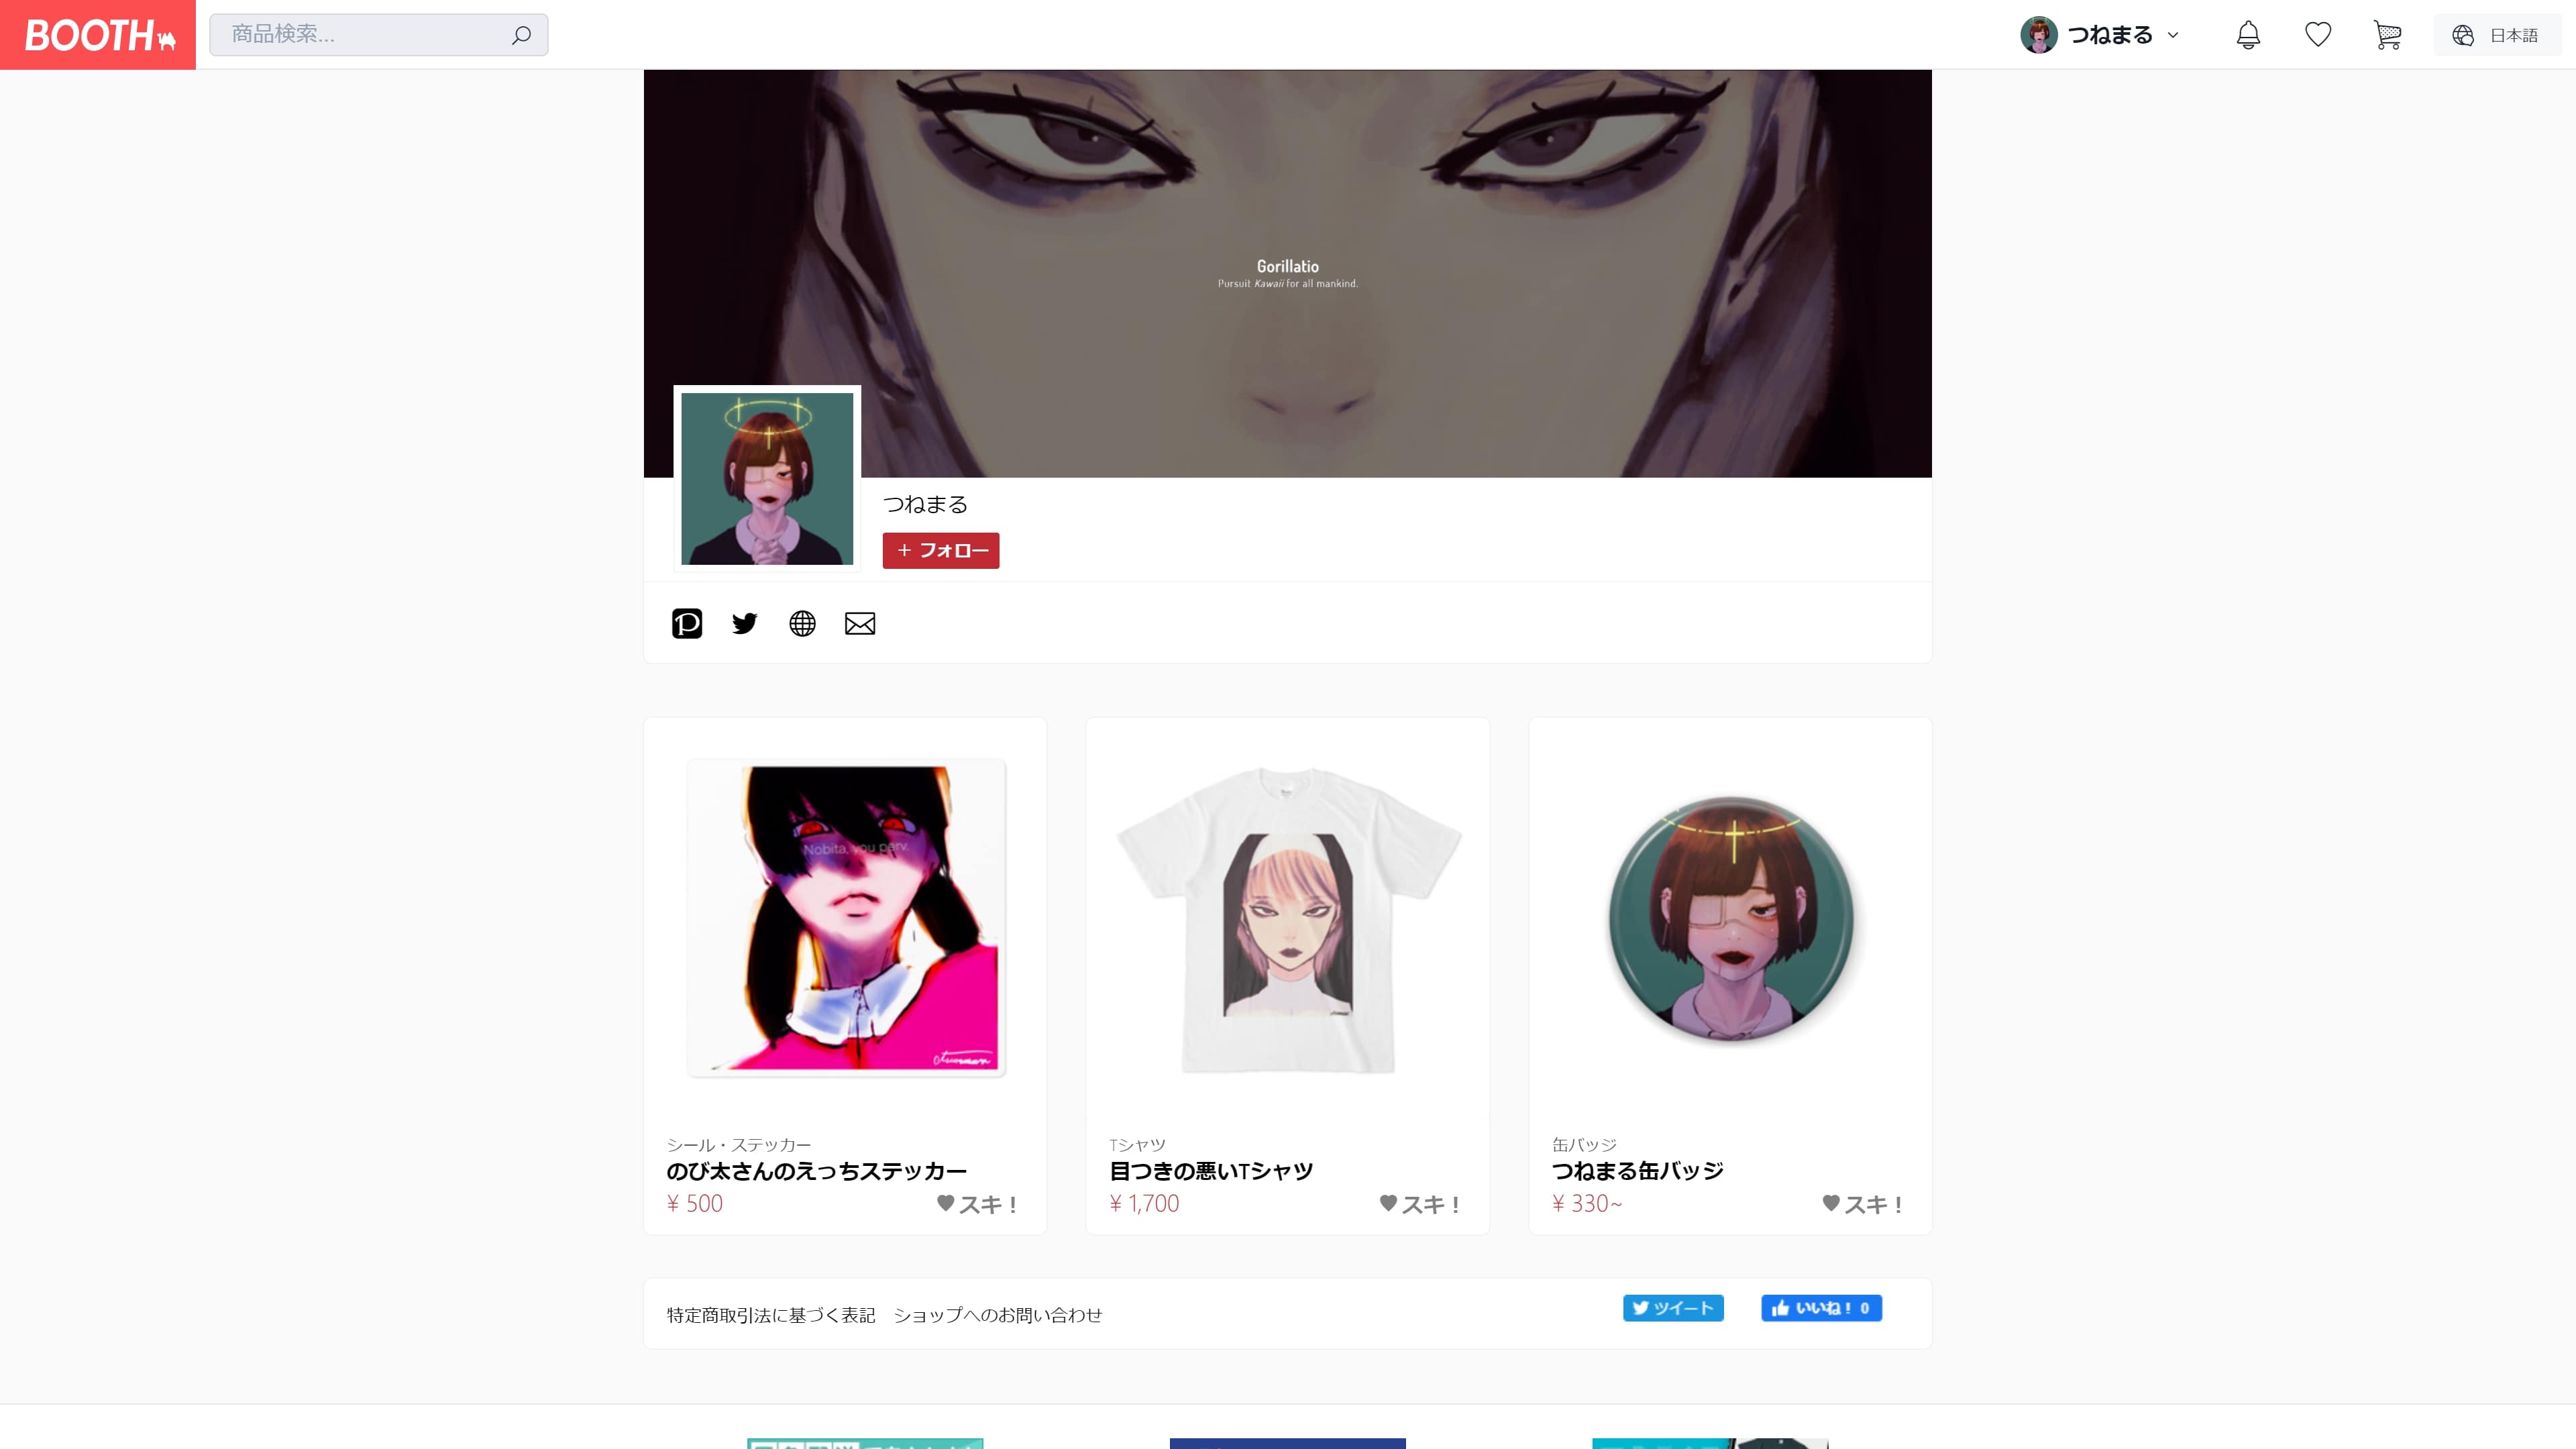 BOOTH
商品検索...
つねまる
日本語
Gorillatio
Pursuit Kawaii for all mankind.
つねまる
+ フォロー
Nobita, you perv.
シール・ステッカー
のび太さんのえっちステッカー
¥ 500
スキ！
Tシャツ
目つきの悪いTシャツ
¥ 1,700
スキ！
缶バッジ
つねまる缶バッジ
¥ 330~
スキ！
特定商取引法に基づく表記 ショップへのお問い合わせ
ツイート
いいね！ 0